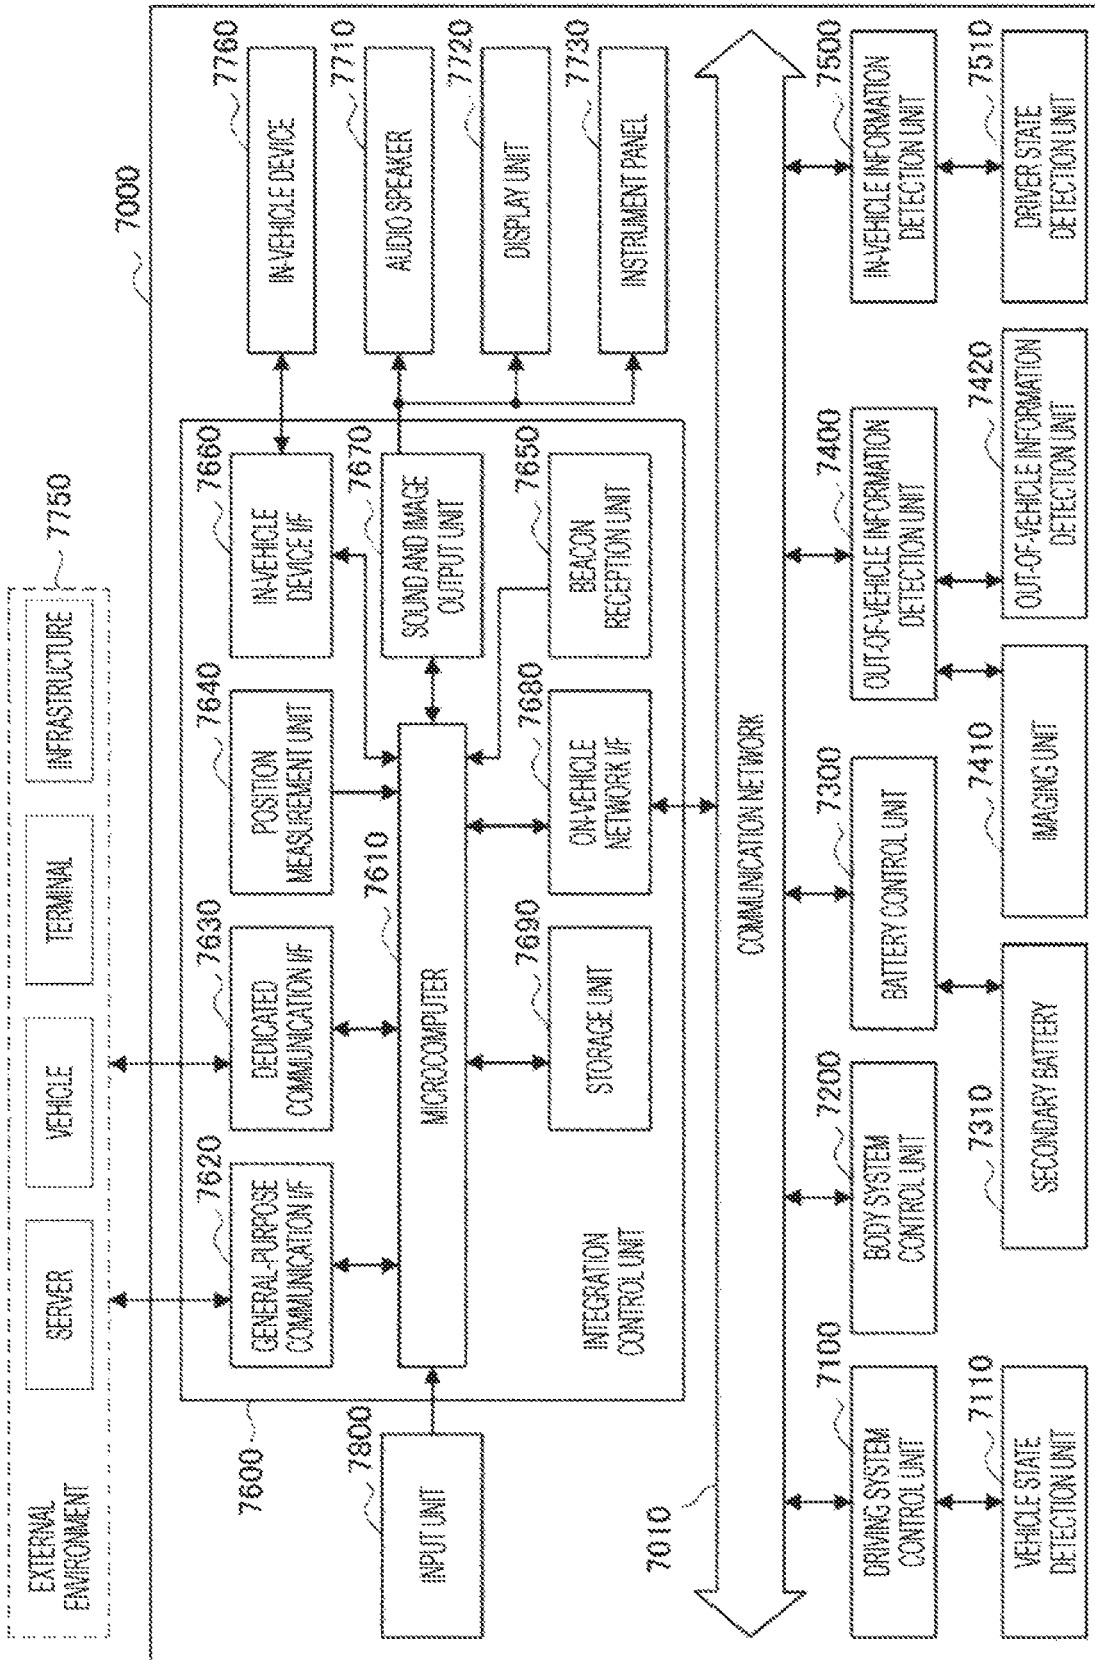 EXTERNAL
ENVIRONMENT
SERVER
VEHICLE
TERMINAL
INFRASTRUCTURE
7750
7000
7600
7620
GENERAL-PURPOSE
COMMUNICATION I/F
7630
DEDICATED
COMMUNICATION I/F
7640
POSITION
MEASUREMENT UNIT
7660
IN-VEHICLE
DEVICE I/F
7760
IN-VEHICLE DEVICE
7800
INPUT UNIT
7610
MICROCOMPUTER
7670
SOUND AND IMAGE
OUTPUT UNIT
7710
AUDIO SPEAKER
7720
DISPLAY UNIT
7730
INSTRUMENT PANEL
INTEGRATION
CONTROL UNIT
7690
STORAGE UNIT
7680
ON-VEHICLE
NETWORK I/F
7650
BEACON
RECEPTION UNIT
7010
COMMUNICATION NETWORK
7100
DRIVING SYSTEM
CONTROL UNIT
7200
BODY SYSTEM
CONTROL UNIT
7300
BATTERY CONTROL UNIT
7400
OUT-OF-VEHICLE INFORMATION
DETECTION UNIT
7500
IN-VEHICLE INFORMATION
DETECTION UNIT
7110
VEHICLE STATE
DETECTION UNIT
7310
SECONDARY BATTERY
7410
IMAGING UNIT
7420
OUT-OF-VEHICLE INFORMATION
DETECTION UNIT
7510
DRIVER STATE
DETECTION UNIT